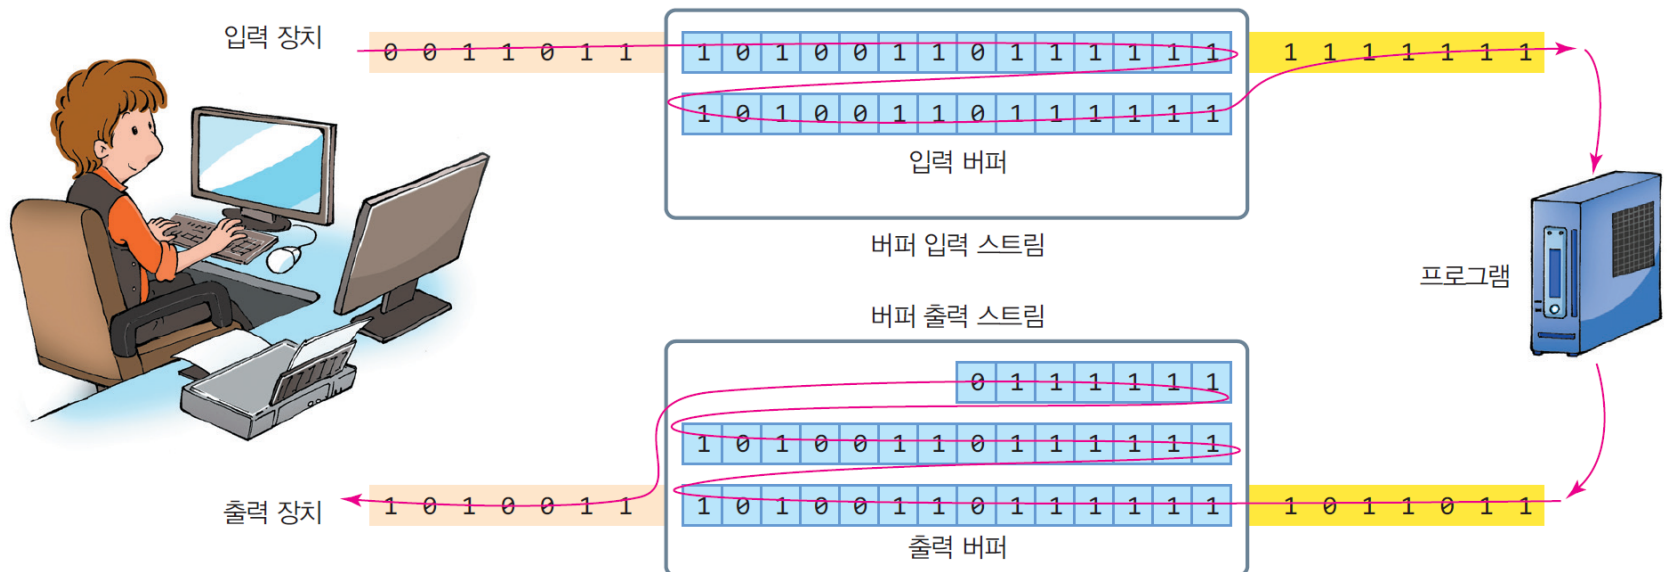 입력 장치
0 0 1 1 0 1 1 1 0 1 0 0 1 1 0 1 1 1 1 1 1 1 1 1 1 1 1 1
1 0 1 0 0 1 1 0 1 1 1 1 1 1
입력 버퍼
버퍼 입력 스트림
프로그램
버퍼 출력 스트림
0 1 1 1 1 1 1
1 0 1 0 0 1 1 0 1 1 1 1 1 1
출력 장치
1 0 1 0 0 1 1 1 0 1 0 0 1 1 0 1 1 1 1 1 1 1 0 1 1 0 1 1
출력 버퍼